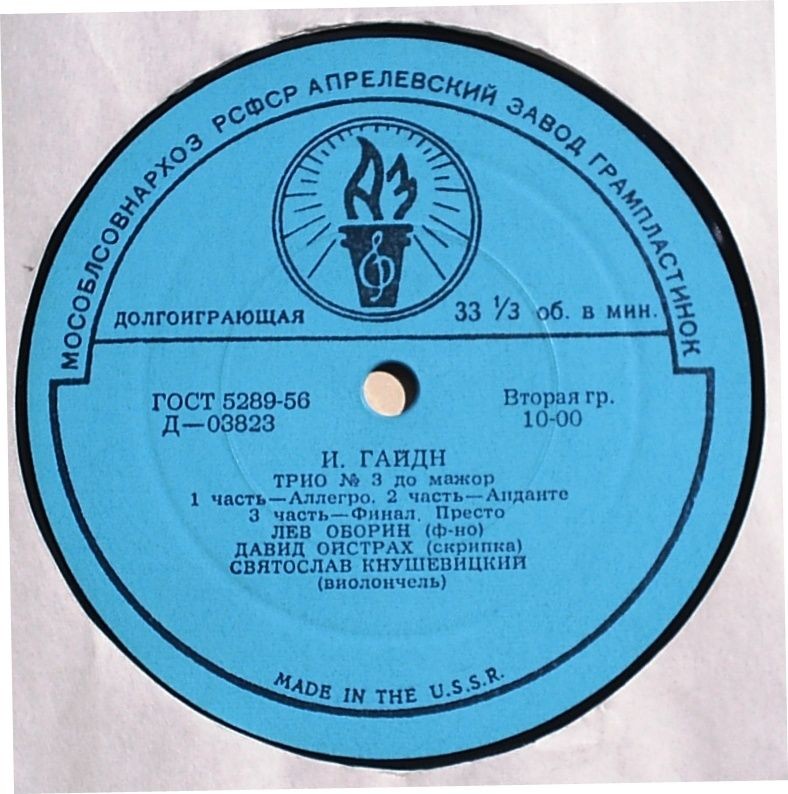 МОСОБЛСОВНАРХОЗ РСФСР АПРЕЛЕВСКИЙ ЗАВОД ГРАМПЛАСТИНОК
АЗ
ДОЛГОИГРАЮЩАЯ 33 1/3 об. в мин.
ГОСТ 5289-56 Вторая гр.
Д—03823 10-00
И. ГАЙДН
ТРИО № 3 до мажор
1 часть—Аллегро. 2 часть—Анданте
3 часть—Финал. Престо
ЛЕВ ОБОРИН (ф-но)
ДАВИД ОЙСТРАХ (скрипка)
СВЯТОСЛАВ КНУШЕВИЦКИЙ
(виолончель)
MADE IN THE U.S.S.R.